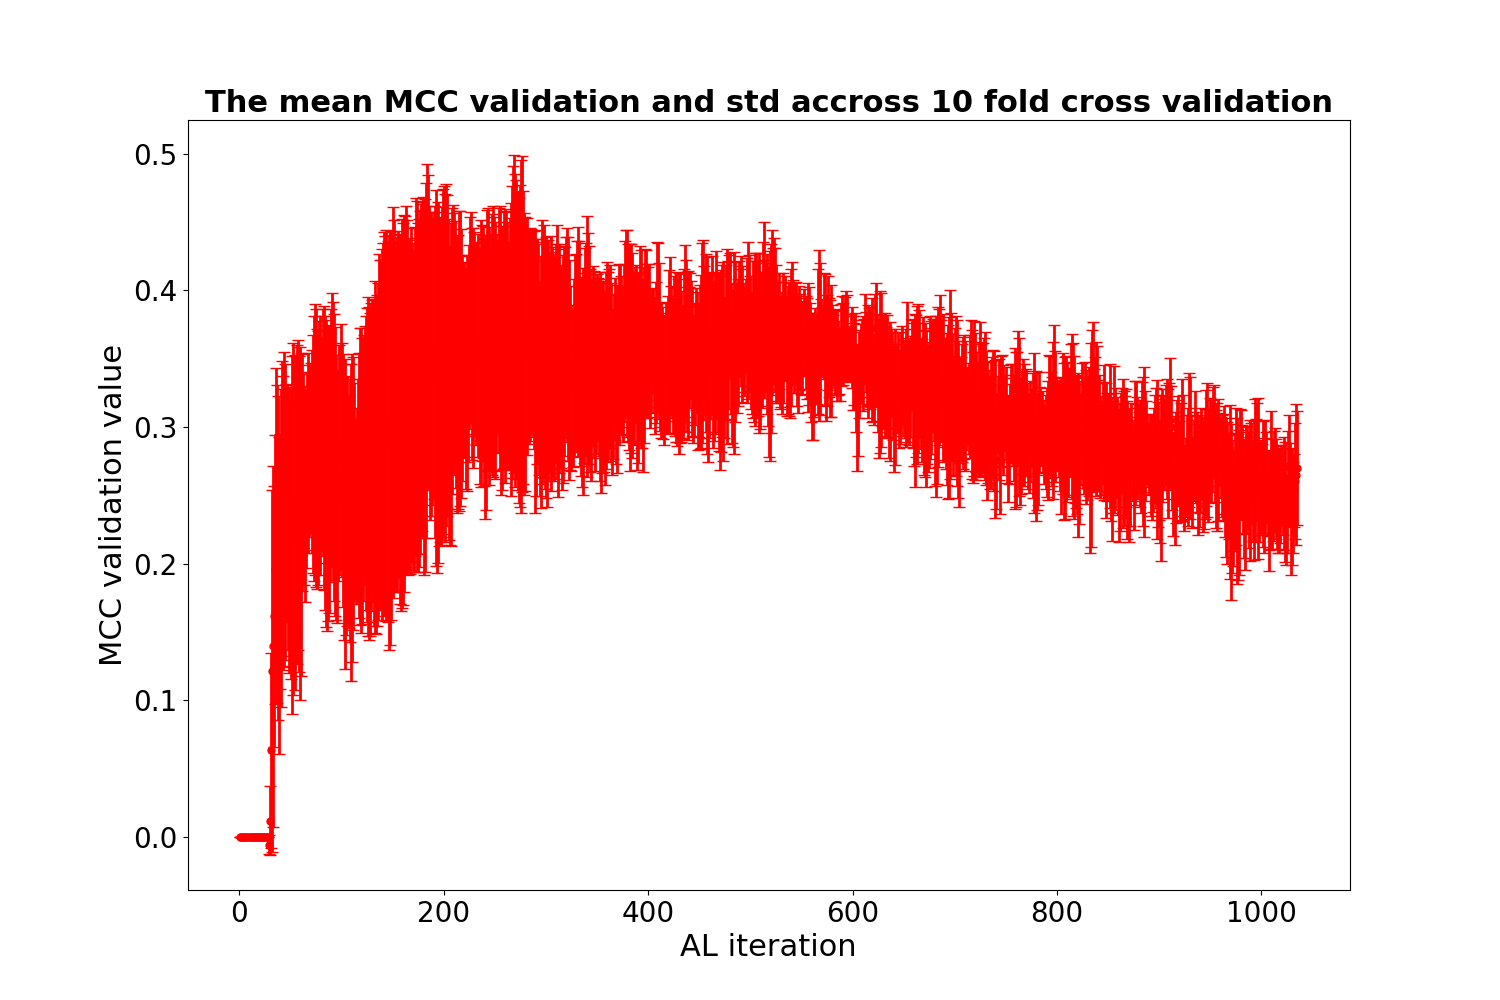 The mean MCC validation and std accross 10 fold cross validation
0.5
0.4
0.3
0.2
0.1
0.0
MCC validation value
0 200 400 600 800 1000
AL iteration